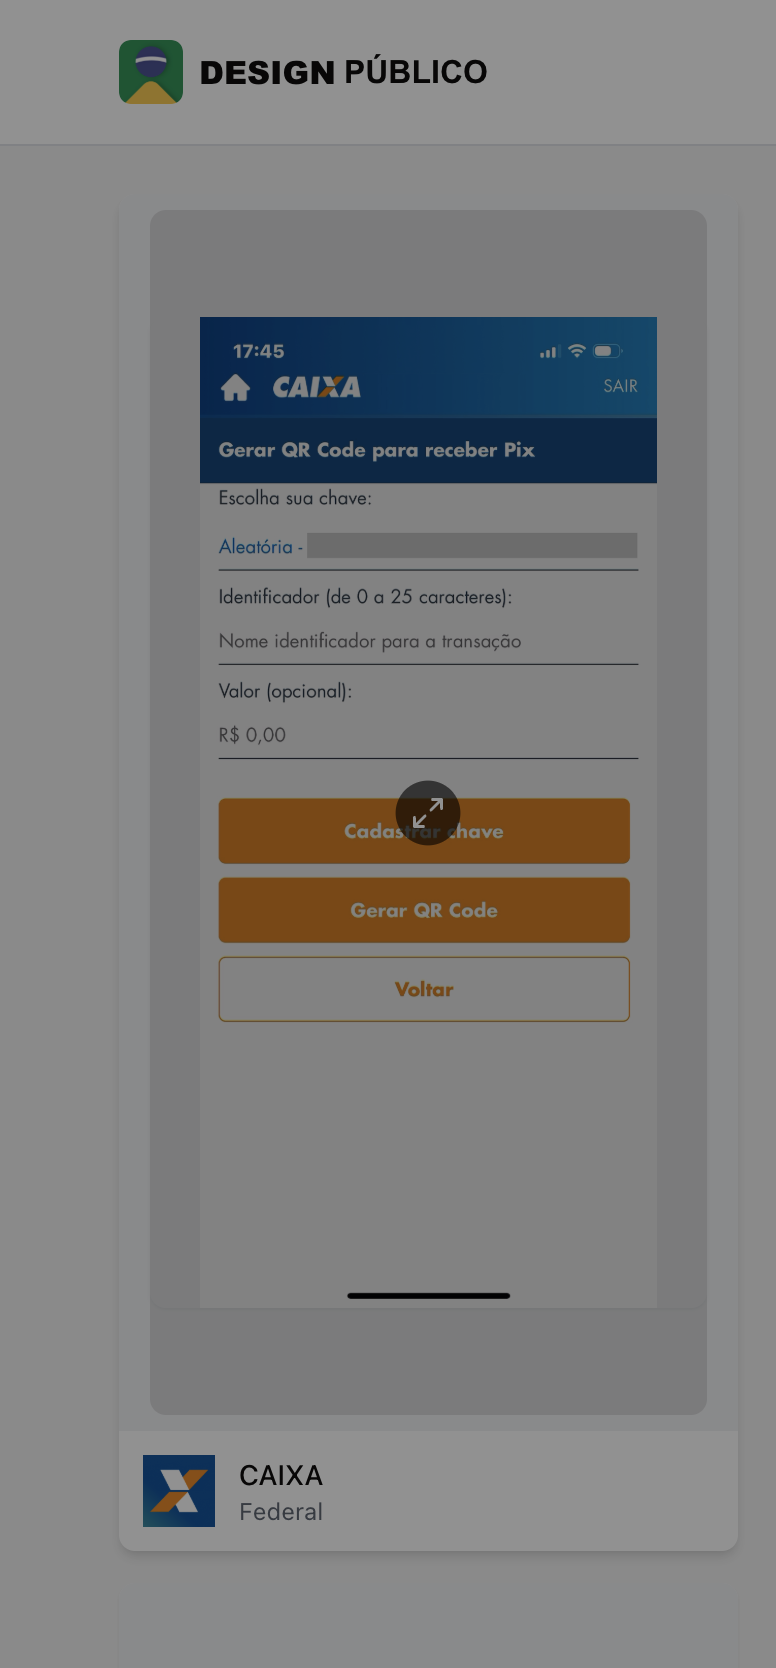 DESIGN PÚBLICO
17:45
CAIXA SAIR
Gerar QR Code para receber Pix
Escolha sua chave:
Aleatória -
Identificador (de 0 a 25 caracteres):
Nome identificador para a transação
Valor (opcional):
R$ 0,00
Cadastrar chave
Gerar QR Code
Voltar
CAIXA
Federal